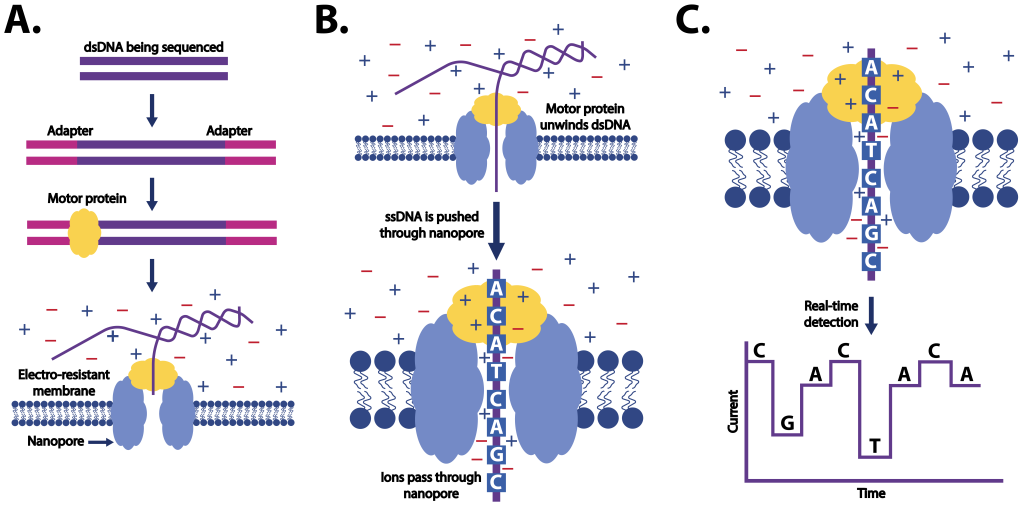 A.
dsDNA being sequenced
Adapter
Adapter
Motor protein
Electro-resistant
membrane
Nanopore
B.
Motor protein
unwinds dsDNA
ssDNA is pushed
through nanopore
A
C
A
T
C
A
G
C
Ions pass through
nanopore
C.
A
C
A
T
C
A
G
C
Real-time
detection
Current
C
G
A
C
T
A
C
A
Time